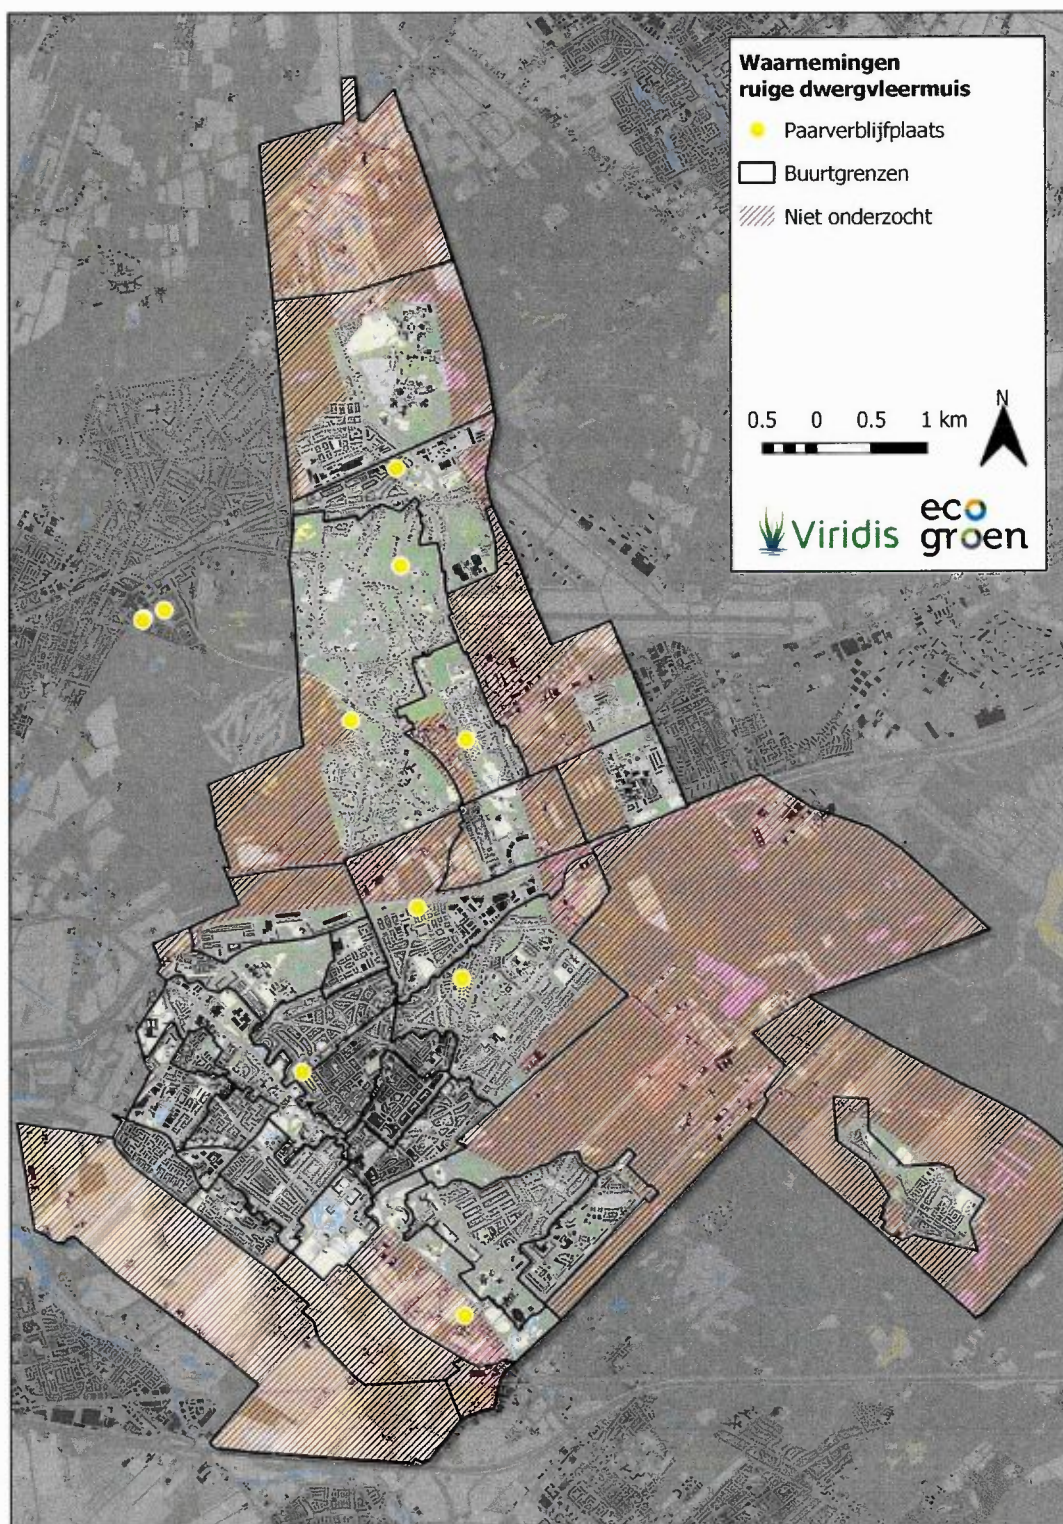 Waarnemingen
ruige dwergvleermuis
Paarverblijfplaats
Buurtgrenzen
Niet onderzocht
N
0.5 0 0.5 1 km
Viridis
eco
groen